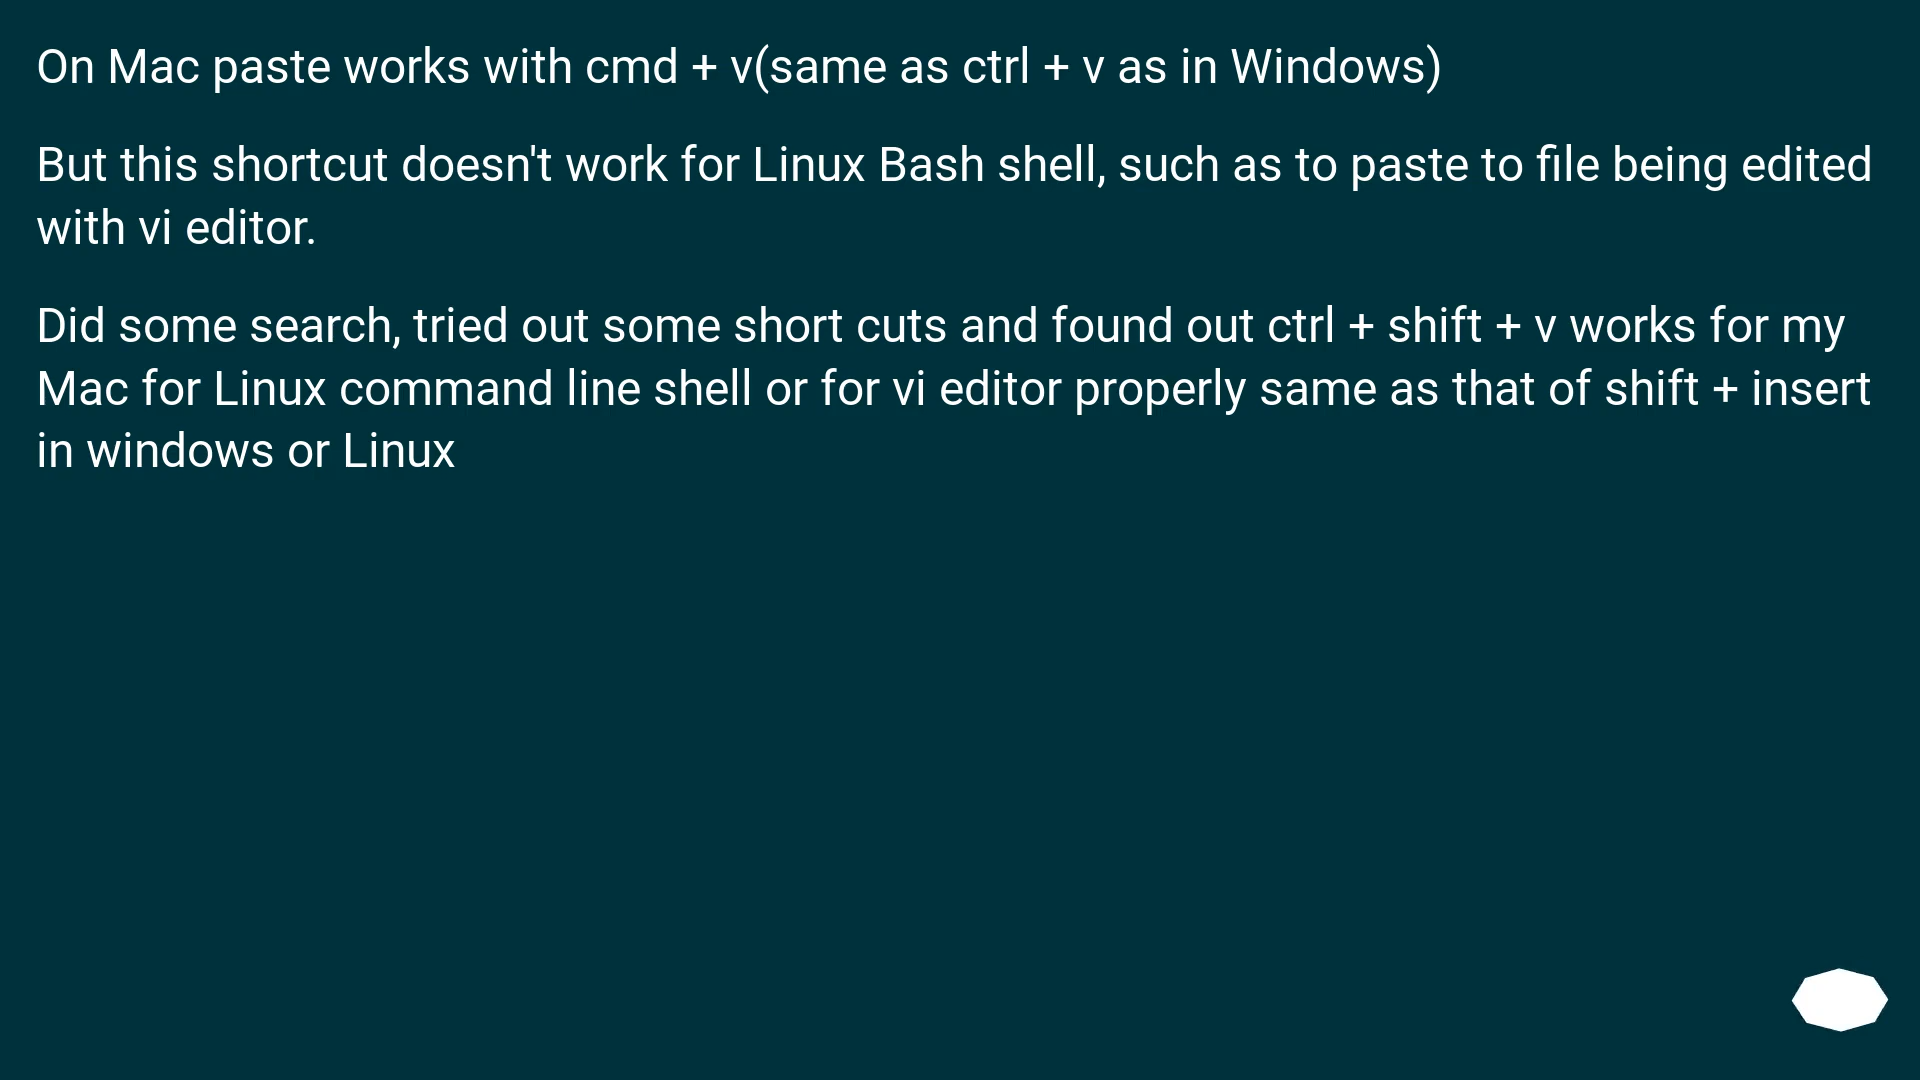 On Mac paste works with cmd + v(same as ctrl + v as in Windows)
But this shortcut doesn't work for Linux Bash shell, such as to paste to file being edited
with vi editor.
Did some search, tried out some short cuts and found out ctrl + shift + v works for my
Mac for Linux command line shell or for vi editor properly same as that of shift + insert
in windows or Linux